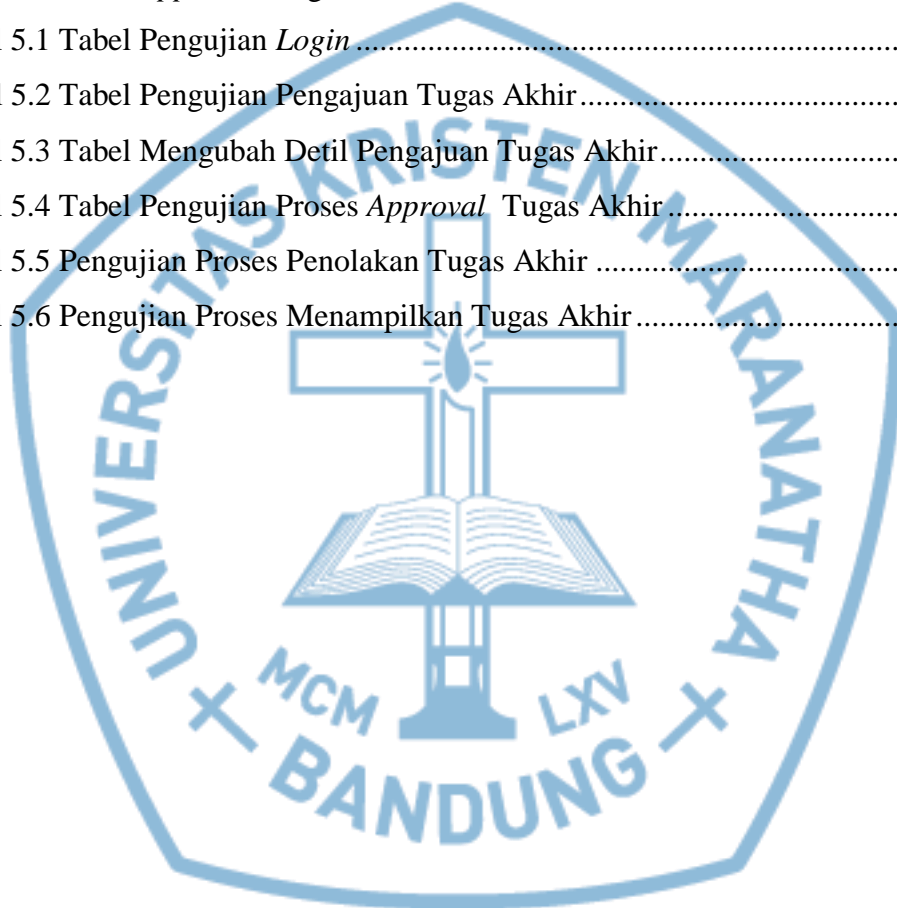 l 5.1 Tabel Pengujian Login
l 5.2 Tabel Pengujian Pengajuan Tugas Akhir
l 5.3 Tabel Mengubah Detil Pengajuan Tugas Akhir
l 5.4 Tabel Pengujian Proses Approval Tugas Akhir
l 5.5 Pengujian Proses Penolakan Tugas Akhir
l 5.6 Pengujian Proses Menampilkan Tugas Akhir
UNIVERSITAS KRISTEN MARANATHA
MCM LXV
BANDUNG